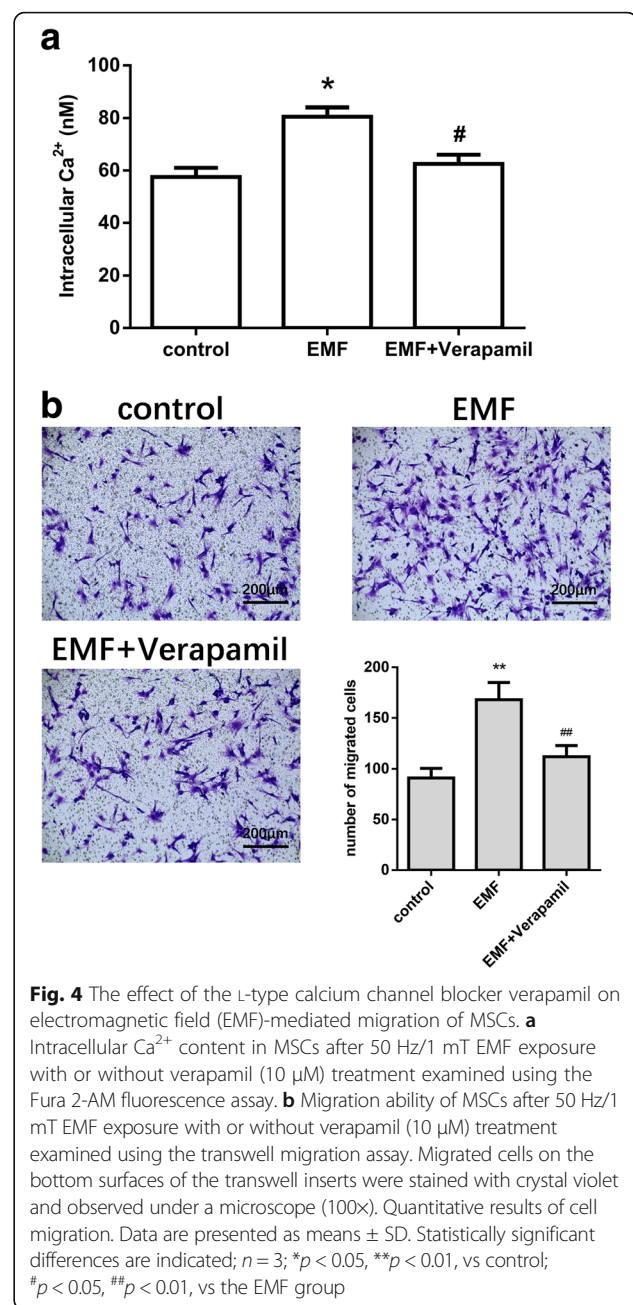 a
100
80
60
40
20
0
Intracellular Ca²⁺ (nM)
*
#
control EMF EMF+Verapamil
b
control EMF
200µm 200µm
EMF+Verapamil
200µm
200
150
100
50
0
number of migrated cells
**
##
control EMF EMF+Verapamil
Fig. 4 The effect of the L-type calcium channel blocker verapamil on
electromagnetic field (EMF)-mediated migration of MSCs. a
Intracellular Ca²⁺ content in MSCs after 50 Hz/1 mT EMF exposure
with or without verapamil (10 μM) treatment examined using the
Fura 2-AM fluorescence assay. b Migration ability of MSCs after 50 Hz/1
mT EMF exposure with or without verapamil (10 μM) treatment
examined using the transwell migration assay. Migrated cells on the
bottom surfaces of the transwell inserts were stained with crystal violet
and observed under a microscope (100×). Quantitative results of cell
migration. Data are presented as means ± SD. Statistically significant
differences are indicated; n = 3; *p < 0.05, **p < 0.01, vs control;
#p < 0.05, ##p < 0.01, vs the EMF group